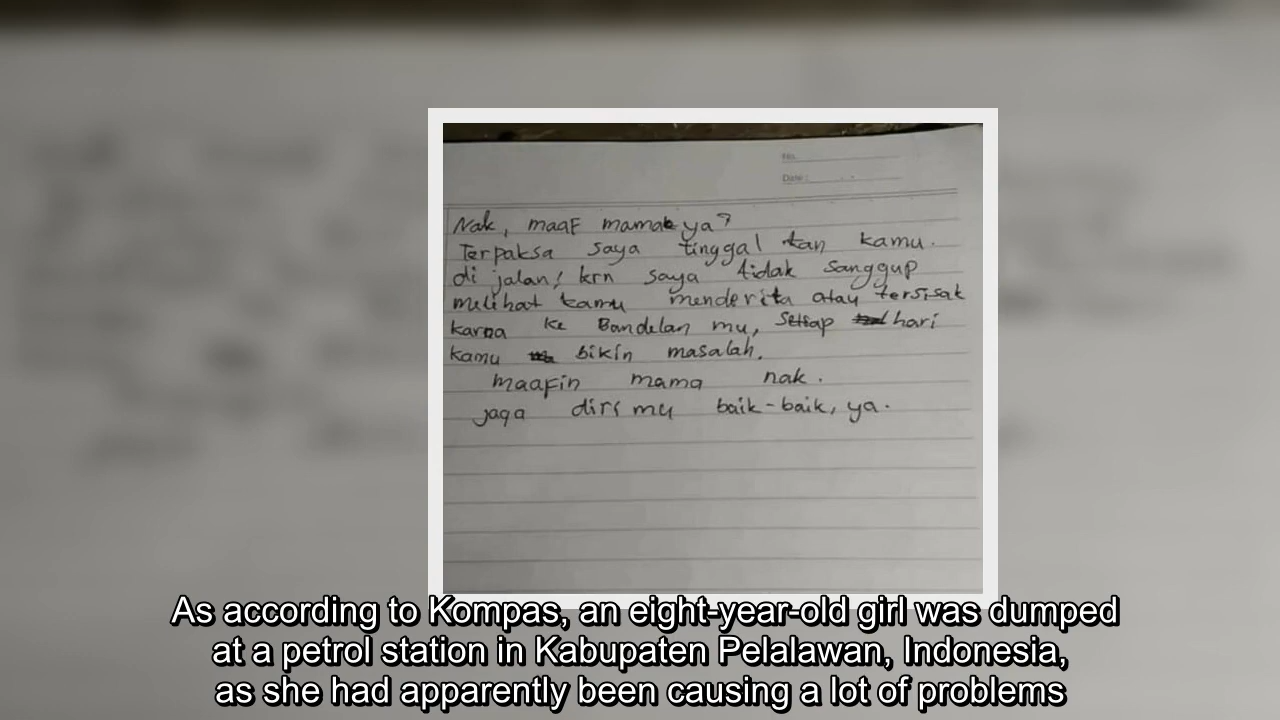 No.
Date:
Nak, maaf mamak ya?
Terpaksa saya tinggal kan kamu.
di jalan, krn saya tidak sanggup
melihat kamu menderita atau tersisak
karna ke Bandelan mu, Setiap hari
kamu bikin masalah.
maafin mama nak.
jaga diri mu baik-baik, ya.
As according to Kompas, an eight-year-old girl was dumped
at a petrol station in Kabupaten Pelalawan, Indonesia,
as she had apparently been causing a lot of problems